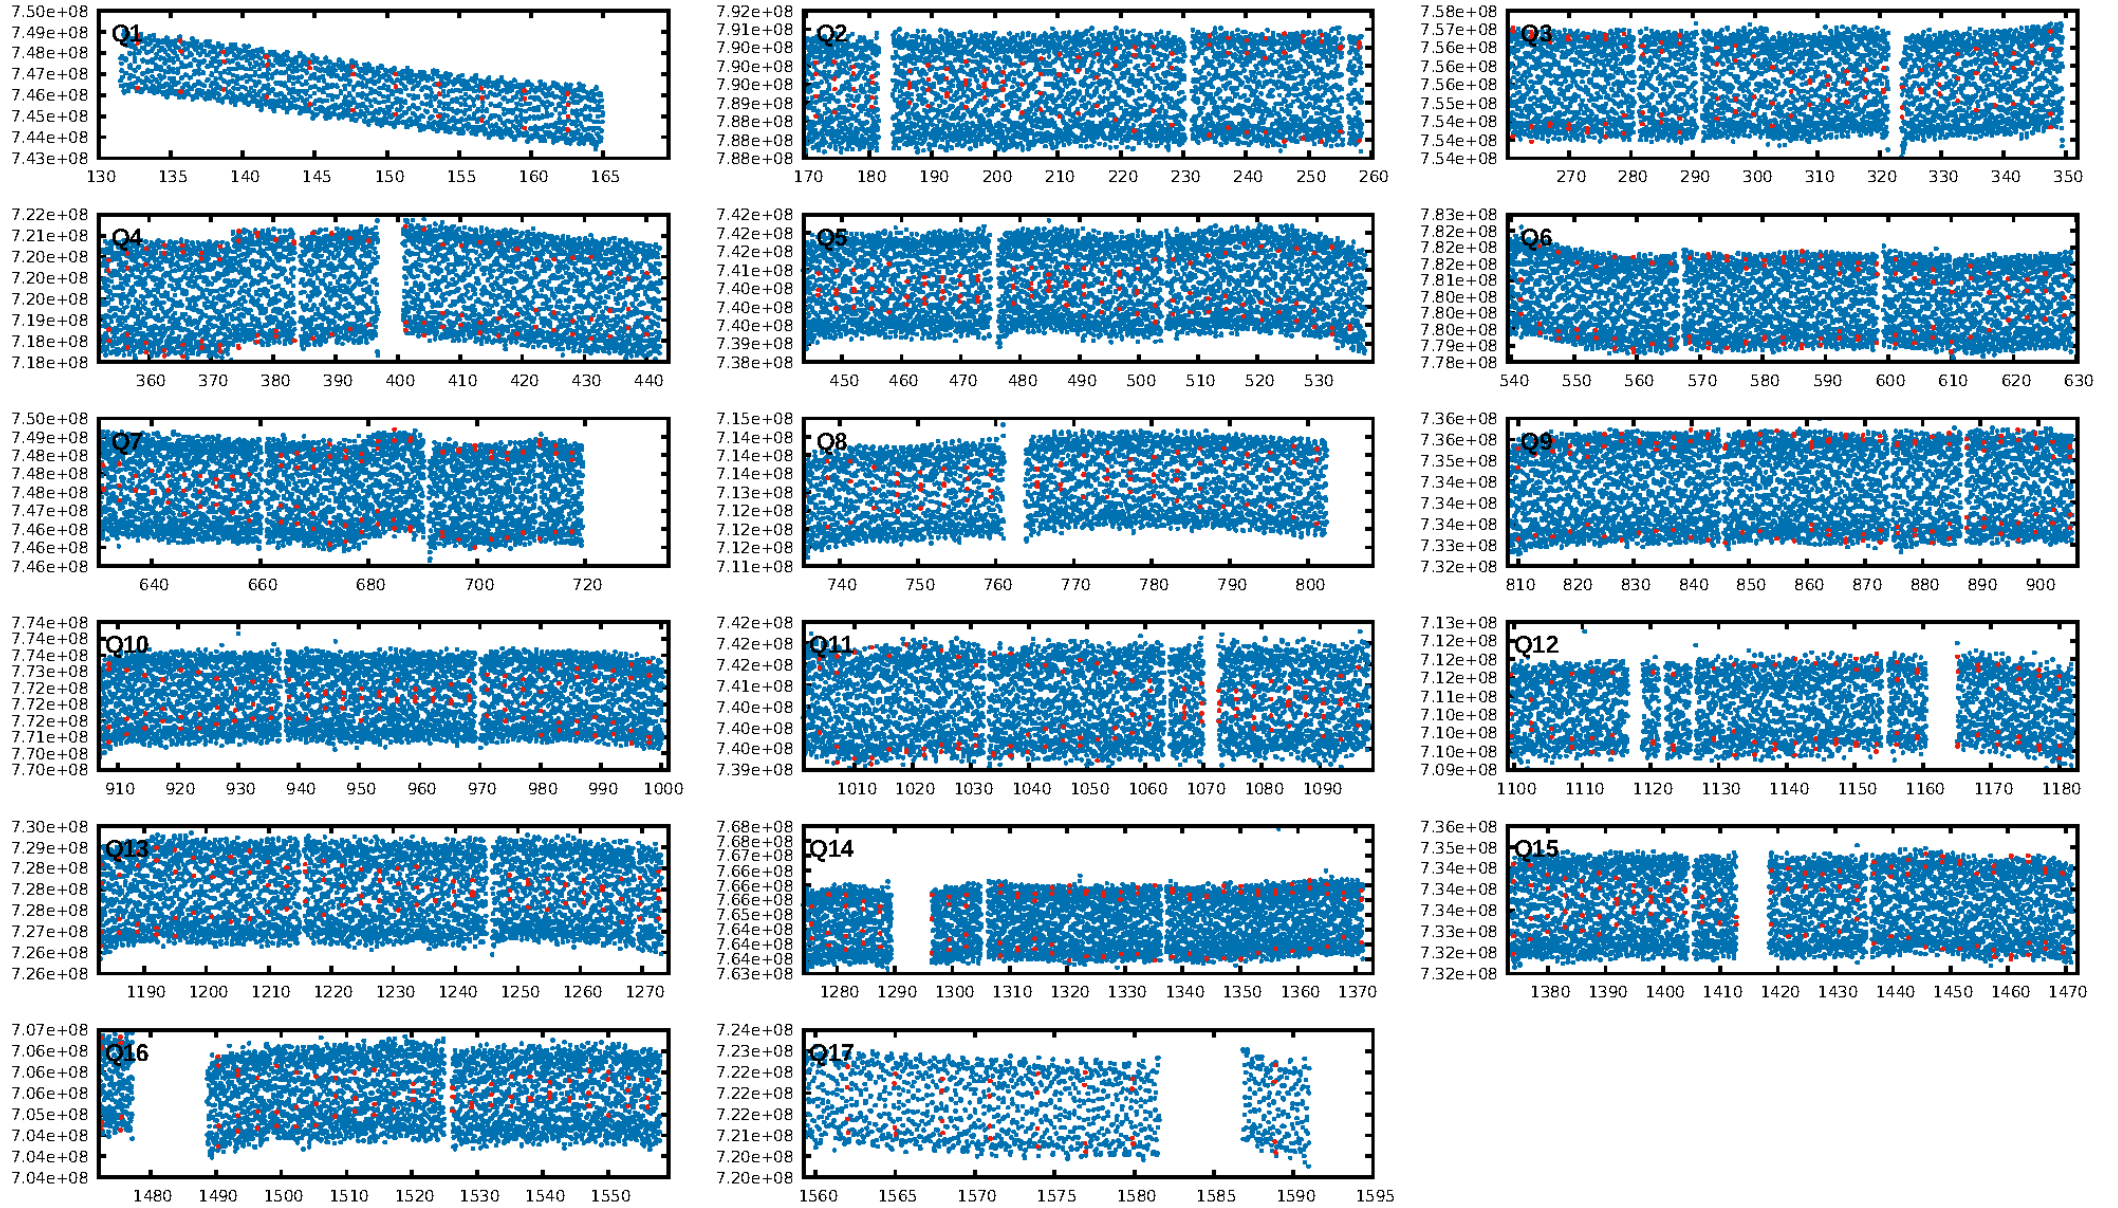 7.50e+08 7.49e+08 7.48e+08 7.47e+08 7.46e+08 7.45e+08 7.44e+08 7.43e+08
Q1
130 135 140 145 150 155 160 165
7.92e+08 7.91e+08 7.90e+08 7.90e+08 7.90e+08 7.89e+08 7.88e+08 7.88e+08 7.88e+08
Q2
170 180 190 200 210 220 230 240 250 260
7.58e+08 7.57e+08 7.56e+08 7.56e+08 7.55e+08 7.55e+08 7.54e+08 7.54e+08 7.54e+08
Q3
270 280 290 300 310 320 330 340 350
7.22e+08 7.21e+08 7.20e+08 7.20e+08 7.20e+08 7.19e+08 7.18e+08 7.18e+08
Q4
360 370 380 390 400 410 420 430 440
7.42e+08 7.42e+08 7.42e+08 7.41e+08 7.40e+08 7.40e+08 7.40e+08 7.39e+08 7.38e+08
Q5
450 460 470 480 490 500 510 520 530
7.83e+08 7.82e+08 7.82e+08 7.82e+08 7.81e+08 7.80e+08 7.80e+08 7.80e+08 7.79e+08 7.78e+08
Q6
540 550 560 570 580 590 600 610 620 630
7.50e+08 7.49e+08 7.48e+08 7.48e+08 7.48e+08 7.47e+08 7.46e+08 7.46e+08 7.46e+08
Q7
640 660 680 700 720
7.15e+08 7.14e+08 7.14e+08 7.14e+08 7.13e+08 7.12e+08 7.12e+08 7.12e+08 7.11e+08
Q8
740 750 760 770 780 790 800
7.36e+08 7.36e+08 7.35e+08 7.34e+08 7.34e+08 7.33e+08 7.32e+08
Q9
810 820 830 840 850 860 870 880 890 900
7.74e+08 7.74e+08 7.74e+08 7.73e+08 7.72e+08 7.72e+08 7.72e+08 7.71e+08 7.70e+08 7.70e+08
Q10
910 920 930 940 950 960 970 980 990 1000
7.42e+08 7.42e+08 7.42e+08 7.41e+08 7.40e+08 7.40e+08 7.40e+08 7.39e+08
Q11
1010 1020 1030 1040 1050 1060 1070 1080 1090
7.13e+08 7.12e+08 7.12e+08 7.11e+08 7.10e+08 7.10e+08 7.10e+08 7.09e+08
Q12
1100 1110 1120 1130 1140 1150 1160 1170 1180
7.30e+08 7.29e+08 7.28e+08 7.28e+08 7.28e+08 7.27e+08 7.26e+08 7.26e+08
Q13
1190 1200 1210 1220 1230 1240 1250 1260 1270
7.68e+08 7.68e+08 7.67e+08 7.66e+08 7.66e+08 7.66e+08 7.65e+08 7.64e+08 7.64e+08 7.64e+08 7.63e+08
Q14
1280 1290 1300 1310 1320 1330 1340 1350 1360 1370
7.36e+08 7.35e+08 7.34e+08 7.34e+08 7.34e+08 7.33e+08 7.32e+08 7.32e+08
Q15
1380 1390 1400 1410 1420 1430 1440 1450 1460 1470
7.07e+08 7.06e+08 7.06e+08 7.06e+08 7.05e+08 7.04e+08 7.04e+08 7.04e+08
Q16
1480 1490 1500 1510 1520 1530 1540 1550
7.24e+08 7.23e+08 7.22e+08 7.22e+08 7.22e+08 7.21e+08 7.20e+08 7.20e+08
Q17
1560 1565 1570 1575 1580 1585 1590 1595